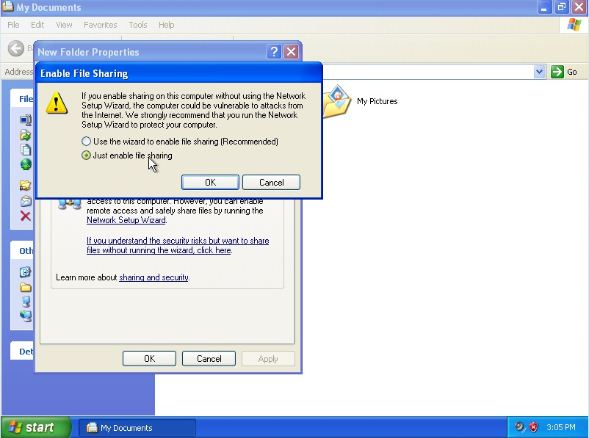 My Documents
File Edit View Favorites Tools Help
New Folder Properties
Address
Go
Enable File Sharing
If you enable sharing on this computer without using the Network
Setup Wizard, the computer could be vulnerable to attacks from
the Internet. We strongly recommend that you run the Network
Setup Wizard to protect your computer.
Use the wizard to enable file sharing (Recommended)
Just enable file sharing
OK Cancel
My Pictures
File
access to this computer. However, you can enable
remote access and safely share files by running the
Network Setup Wizard.
If you understand the security risks but want to share
files without running the wizard, click here.
Oth
Learn more about sharing and security.
Det
OK Cancel Apply
start My Documents 3:05 PM